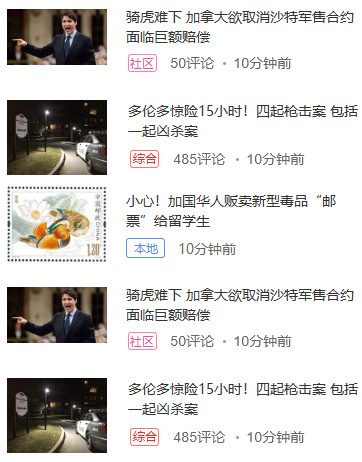 骑虎难下 加拿大欲取消沙特军售合约
面临巨额赔偿
社区 50评论 • 10分钟前
多伦多惊险15小时！四起枪击案 包括
一起凶杀案
综合 485评论 • 10分钟前
小心！加国华人贩卖新型毒品“邮
票”给留学生
本地 10分钟前
中国邮政
CHINA
1.20
骑虎难下 加拿大欲取消沙特军售合约
面临巨额赔偿
社区 50评论 • 10分钟前
多伦多惊险15小时！四起枪击案 包括
一起凶杀案
综合 485评论 • 10分钟前